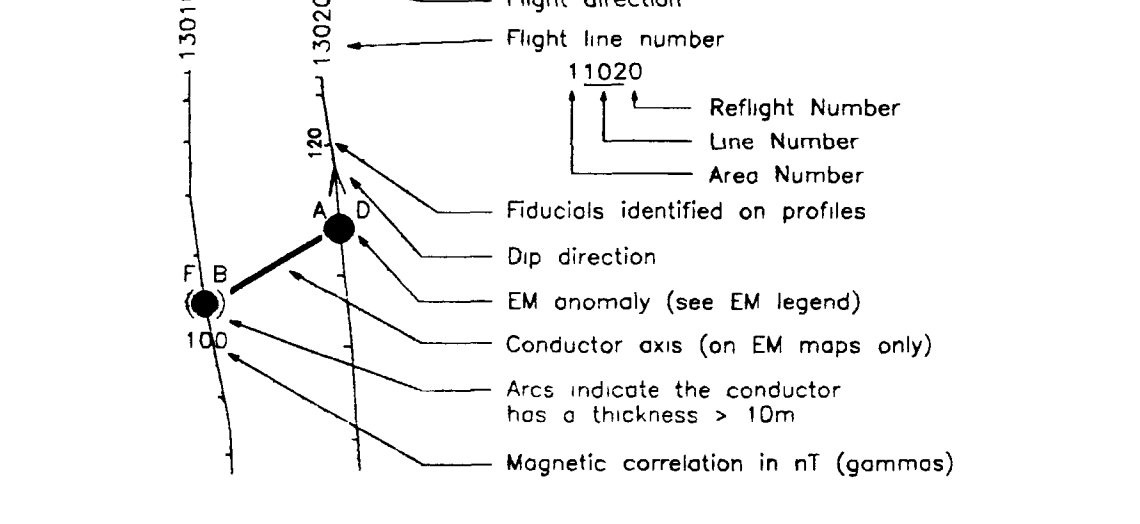 Flight direction
13020
Flight line number
11020
Reflight Number
Line Number
Area Number
120
A D
Fiducials identified on profiles
Dip direction
F B
EM anomaly (see EM legend)
100
Conductor axis (on EM maps only)
Arcs indicate the conductor
has a thickness > 10m
Magnetic correlation in nT (gammas)